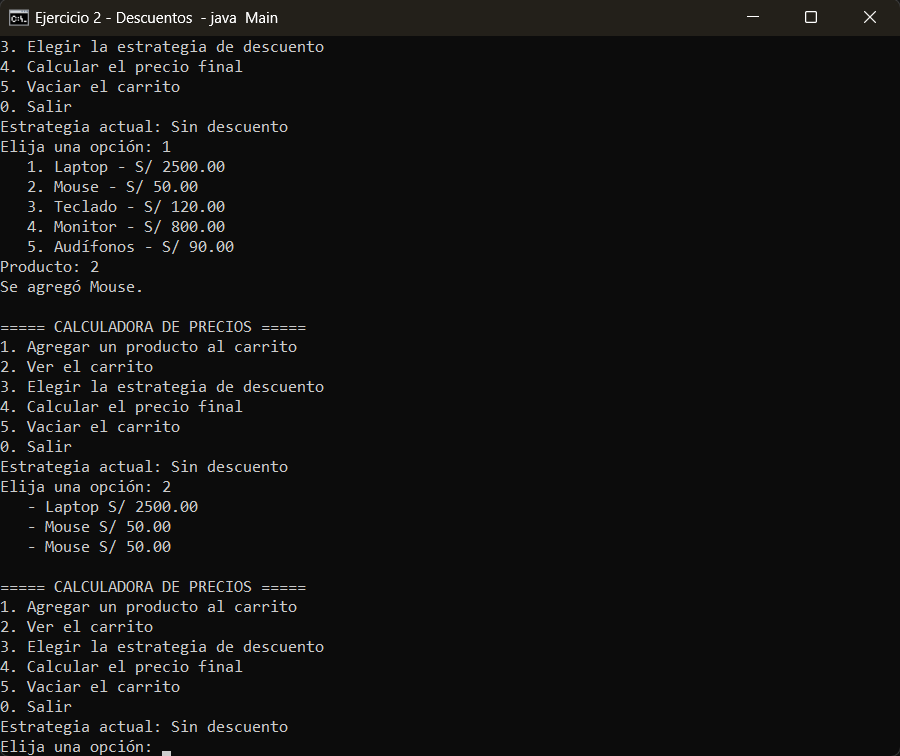 Ejercicio 2 - Descuentos - java Main
3. Elegir la estrategia de descuento
4. Calcular el precio final
5. Vaciar el carrito
0. Salir
Estrategia actual: Sin descuento
Elija una opción: 1
1. Laptop - S/ 2500.00
2. Mouse - S/ 50.00
3. Teclado - S/ 120.00
4. Monitor - S/ 800.00
5. Audífonos - S/ 90.00
Producto: 2
Se agregó Mouse.
===== CALCULADORA DE PRECIOS =====
1. Agregar un producto al carrito
2. Ver el carrito
3. Elegir la estrategia de descuento
4. Calcular el precio final
5. Vaciar el carrito
0. Salir
Estrategia actual: Sin descuento
Elija una opción: 2
- Laptop S/ 2500.00
- Mouse S/ 50.00
- Mouse S/ 50.00
===== CALCULADORA DE PRECIOS =====
1. Agregar un producto al carrito
2. Ver el carrito
3. Elegir la estrategia de descuento
4. Calcular el precio final
5. Vaciar el carrito
0. Salir
Estrategia actual: Sin descuento
Elija una opción: